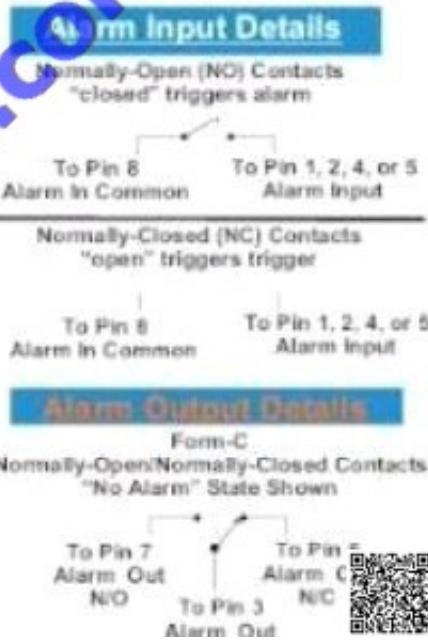 Alarm Input Details
Normally-Open (NO) Contacts
"closed" triggers alarm
To Pin 8
Alarm In Common
To Pin 1, 2, 4, or 5
Alarm Input
Normally-Closed (NC) Contacts
"open" triggers trigger
To Pin 8
Alarm In Common
To Pin 1, 2, 4, or 5
Alarm Input
Alarm Output Details
Form-C
Normally-Open/Normally-Closed Contacts
"No Alarm" State Shown
To Pin 7
Alarm Out
N/O
To Pin
Alarm
N/C
To Pin 3
Alarm Out
.co